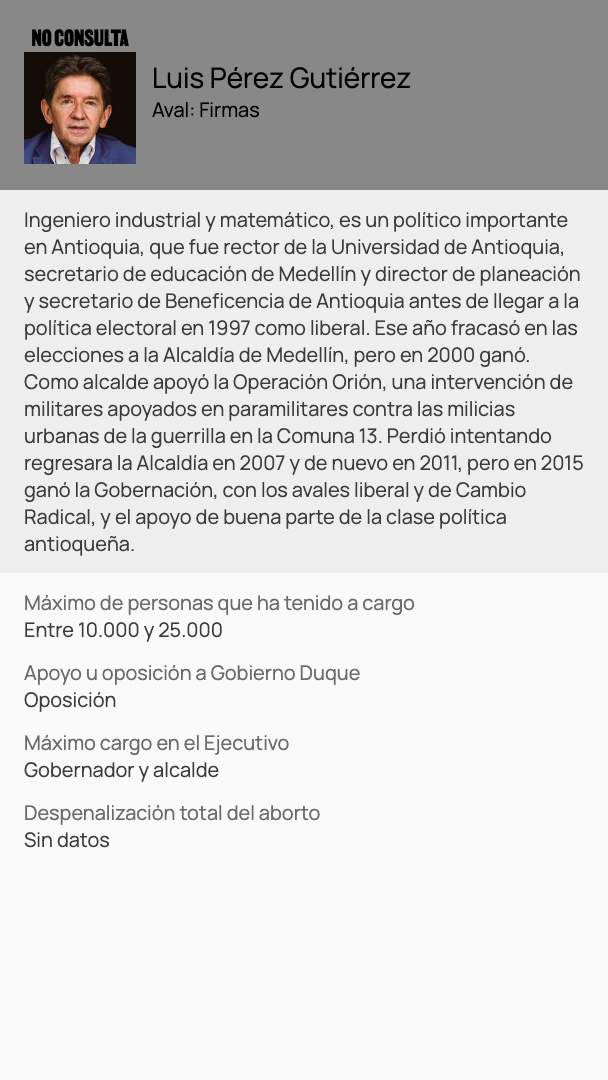 NO CONSULTA
Luis Pérez Gutiérrez
Aval: Firmas
Ingeniero industrial y matemático, es un político importante
en Antioquia, que fue rector de la Universidad de Antioquia,
secretario de educación de Medellín y director de planeación
y secretario de Beneficencia de Antioquia antes de llegar a la
política electoral en 1997 como liberal. Ese año fracasó en las
elecciones a la Alcaldía de Medellín, pero en 2000 ganó.
Como alcalde apoyó la Operación Orión, una intervención de
militares apoyados en paramilitares contra las milicias
urbanas de la guerrilla en la Comuna 13. Perdió intentando
regresara la Alcaldía en 2007 y de nuevo en 2011, pero en 2015
ganó la Gobernación, con los avales liberal y de Cambio
Radical, y el apoyo de buena parte de la clase política
antioqueña.
Máximo de personas que ha tenido a cargo
Entre 10.000 y 25.000
Apoyo u oposición a Gobierno Duque
Oposición
Máximo cargo en el Ejecutivo
Gobernador y alcalde
Despenalización total del aborto
Sin datos